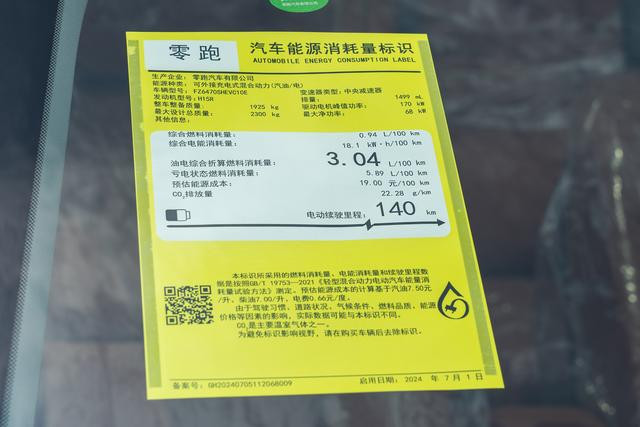 零跑汽车有限公司
零跑
汽车能源消耗量标识
AUTOMOBILE ENERGY CONSUMPTION LABEL
生产企业：零跑汽车有限公司
能源种类：可外接充电式混合动力(汽油/电)
车辆型号：FZ6470SHEVC10E 变速器类型：中央减速器
发动机型号：H15R 排量： 1499 mL
整车整备质量： 1925 kg 驱动电机峰值功率： 170 kW
最大设计总质量： 2300 kg 最大净功率： 68 kW
其他信息：
综合燃料消耗量： 0.94 L/100 km
综合电能消耗量： 18.1 kW·h/100 km
油电综合折算燃料消耗量： 3.04 L/100 km
亏电状态燃料消耗量： 5.89 L/100 km
预估能源成本： 19.00 元/100 km
CO2排放量 22.28 g/km
电动续驶里程： 140 km
本标识所采用的燃料消耗量、电能消耗量和续驶里程数
据是按照GB/T 19753—2021《轻型混合动力电动汽车能量消
耗量试验方法》测定。预估能源成本的计算基于汽油7.50元
/升，柴油7.00/升，电费0.66元/度。
由于驾驶习惯、道路状况、气候条件、燃料品质、能源
价格等因素的影响，实际数据可能与本标识不同。
CO2是主要温室气体之一。
为避免标识影响视野，请在购买车辆后去除标识。
备案号：QH20240705112068009 启用日期：2024 年 7 月 1 日